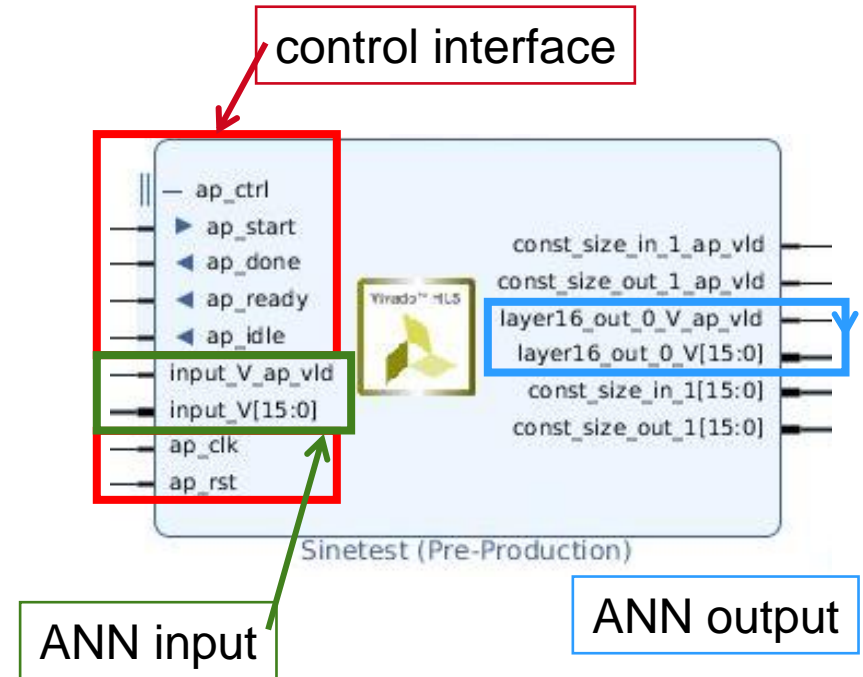 control interface
ap_ctrl
ap_start
ap_done
ap_ready
ap_idle
input_V_ap_vld
input_V[15:0]
ap_clk
ap_rst
Vivado™ HLS
const_size_in_1_ap_vld
const_size_out_1_ap_vld
layer16_out_0_V_ap_vld
layer16_out_0_V[15:0]
const_size_in_1[15:0]
const_size_out_1[15:0]
Sinetest (Pre-Production)
ANN input
ANN output